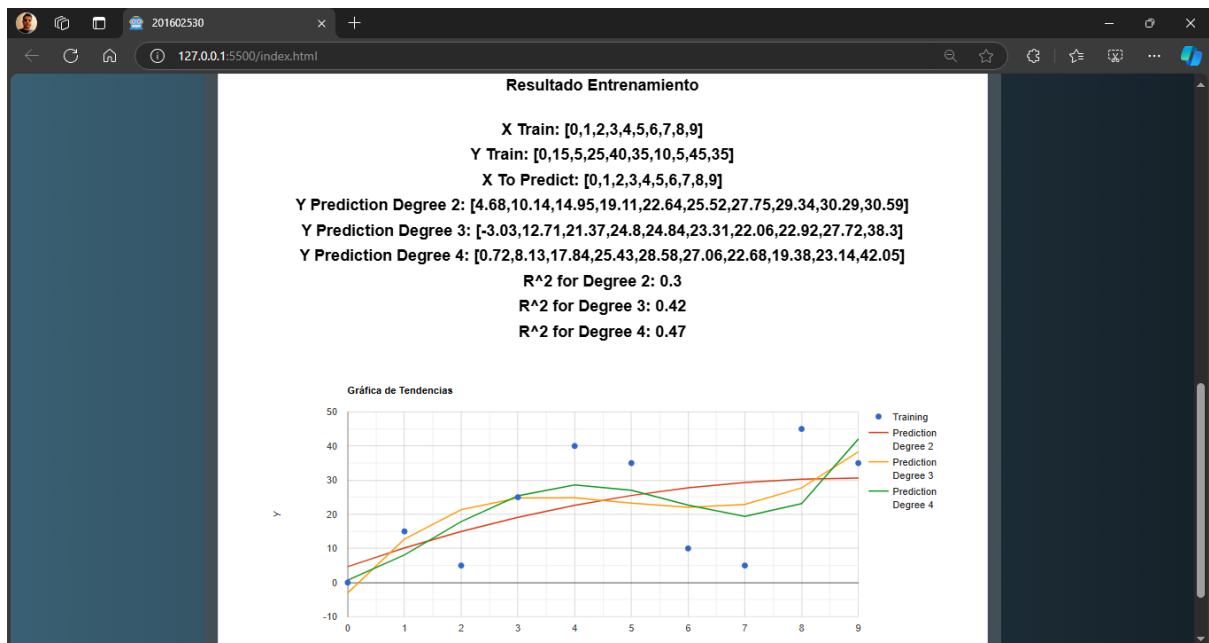 201602530
127.0.0.1:5500/index.html
Resultado Entrenamiento
X Train: [0,1,2,3,4,5,6,7,8,9]
Y Train: [0,15,5,25,40,35,10,5,45,35]
X To Predict: [0,1,2,3,4,5,6,7,8,9]
Y Prediction Degree 2: [4.68,10.14,14.95,19.11,22.64,25.52,27.75,29.34,30.29,30.59]
Y Prediction Degree 3: [-3.03,12.71,21.37,24.8,24.84,23.31,22.06,22.92,27.72,38.3]
Y Prediction Degree 4: [0.72,8.13,17.84,25.43,28.58,27.06,22.68,19.38,23.14,42.05]
R^2 for Degree 2: 0.3
R^2 for Degree 3: 0.42
R^2 for Degree 4: 0.47
Gráfica de Tendencias
50
40
30
20
10
0
-10
Y
0 1 2 3 4 5 6 7 8 9
Training
Prediction
Degree 2
Prediction
Degree 3
Prediction
Degree 4